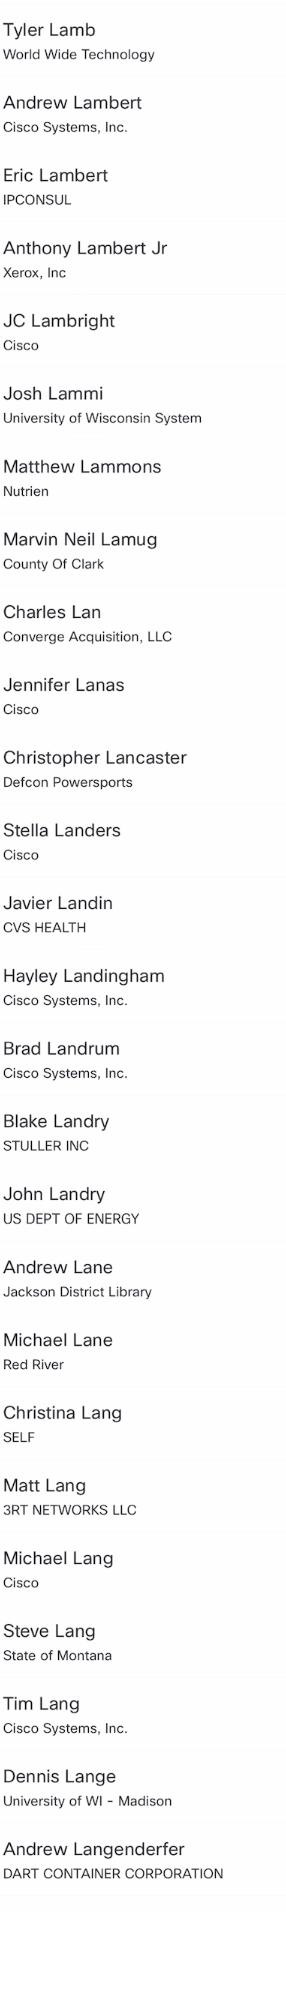 Tyler Lamb
World Wide Technology
Andrew Lambert
Cisco Systems, Inc.
Eric Lambert
IPCONSUL
Anthony Lambert Jr
Xerox, Inc
JC Lambright
Cisco
Josh Lammi
University of Wisconsin System
Matthew Lammons
Nutrien
Marvin Neil Lamug
County Of Clark
Charles Lan
Converge Acquisition, LLC
Jennifer Lanas
Cisco
Christopher Lancaster
Defcon Powersports
Stella Landers
Cisco
Javier Landin
CVS HEALTH
Hayley Landingham
Cisco Systems, Inc.
Brad Landrum
Cisco Systems, Inc.
Blake Landry
STULLER INC
John Landry
US DEPT OF ENERGY
Andrew Lane
Jackson District Library
Michael Lane
Red River
Christina Lang
SELF
Matt Lang
3RT NETWORKS LLC
Michael Lang
Cisco
Steve Lang
State of Montana
Tim Lang
Cisco Systems, Inc.
Dennis Lange
University of WI - Madison
Andrew Langenderfer
DART CONTAINER CORPORATION